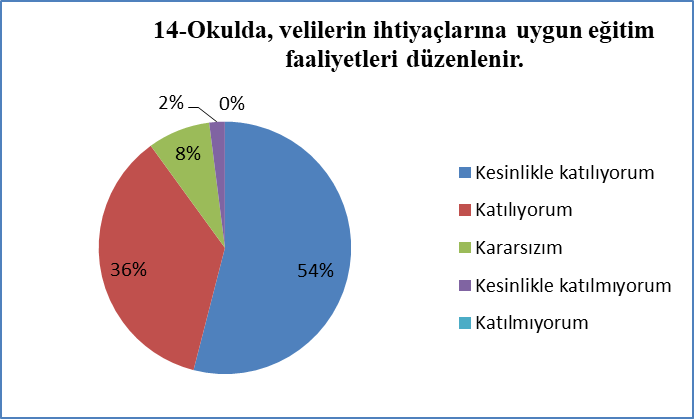 14-Okulda, velilerin ihtiyaçlarına uygun eğitim
faaliyetleri düzenlenir.
2%
0%
8%
36%
54%
Kesinlikle katılıyorum
Katılıyorum
Kararsızım
Kesinlikle katılmıyorum
Katılmıyorum